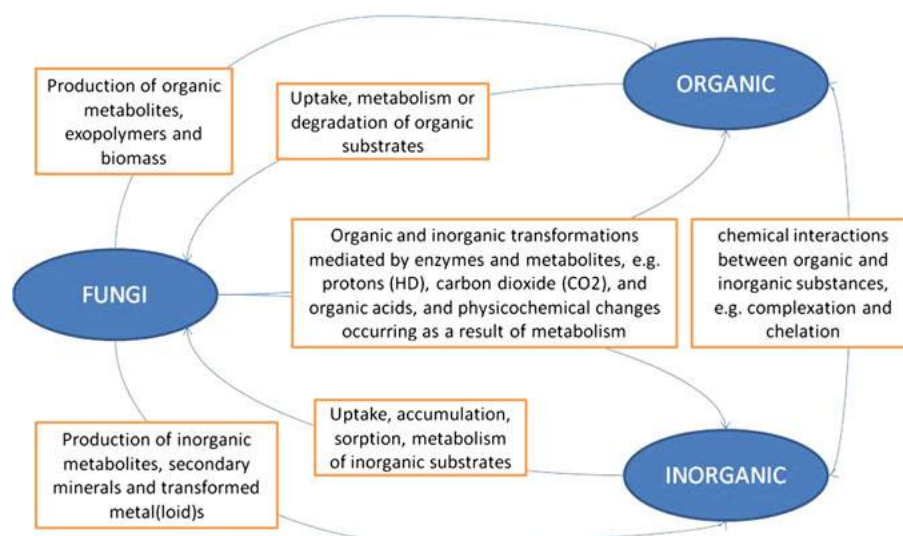 Production of organic
metabolites,
exopolymers and
biomass
Uptake, metabolism or
degradation of organic
substrates
ORGANIC
FUNGI
Organic and inorganic transformations
mediated by enzymes and metabolites, e.g.
protons (HD), carbon dioxide (CO2), and
organic acids, and physicochemical changes
occurring as a result of metabolism
chemical interactions
between organic and
inorganic substances,
e.g. complexation and
chelation
Production of inorganic
metabolites, secondary
minerals and transformed
metal(loid)s
Uptake, accumulation,
sorption, metabolism
of inorganic substrates
INORGANIC